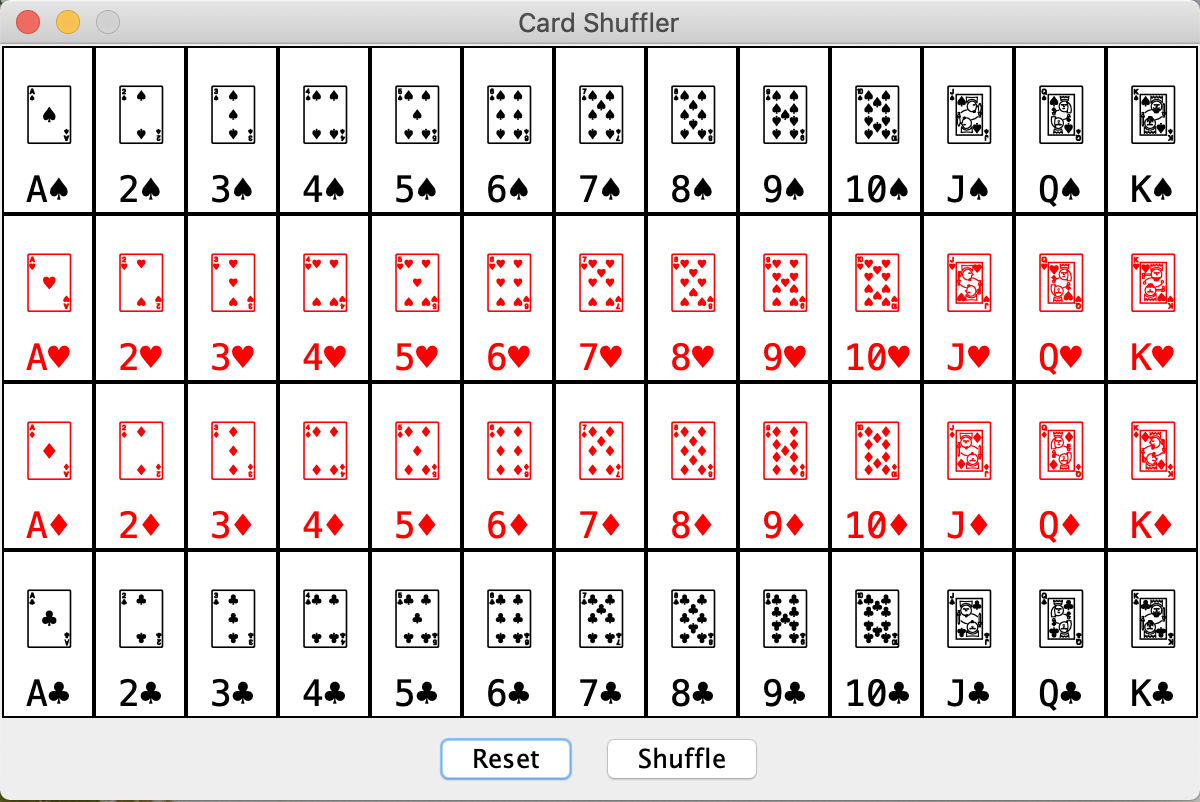 Card Shuffler
A♠ 2♠ 3♠ 4♠ 5♠ 6♠ 7♠ 8♠ 9♠ 10♠ J♠ Q♠ K♠
A♥ 2♥ 3♥ 4♥ 5♥ 6♥ 7♥ 8♥ 9♥ 10♥ J♥ Q♥ K♥
A♦ 2♦ 3♦ 4♦ 5♦ 6♦ 7♦ 8♦ 9♦ 10♦ J♦ Q♦ K♦
A♣ 2♣ 3♣ 4♣ 5♣ 6♣ 7♣ 8♣ 9♣ 10♣ J♣ Q♣ K♣
Reset Shuffle